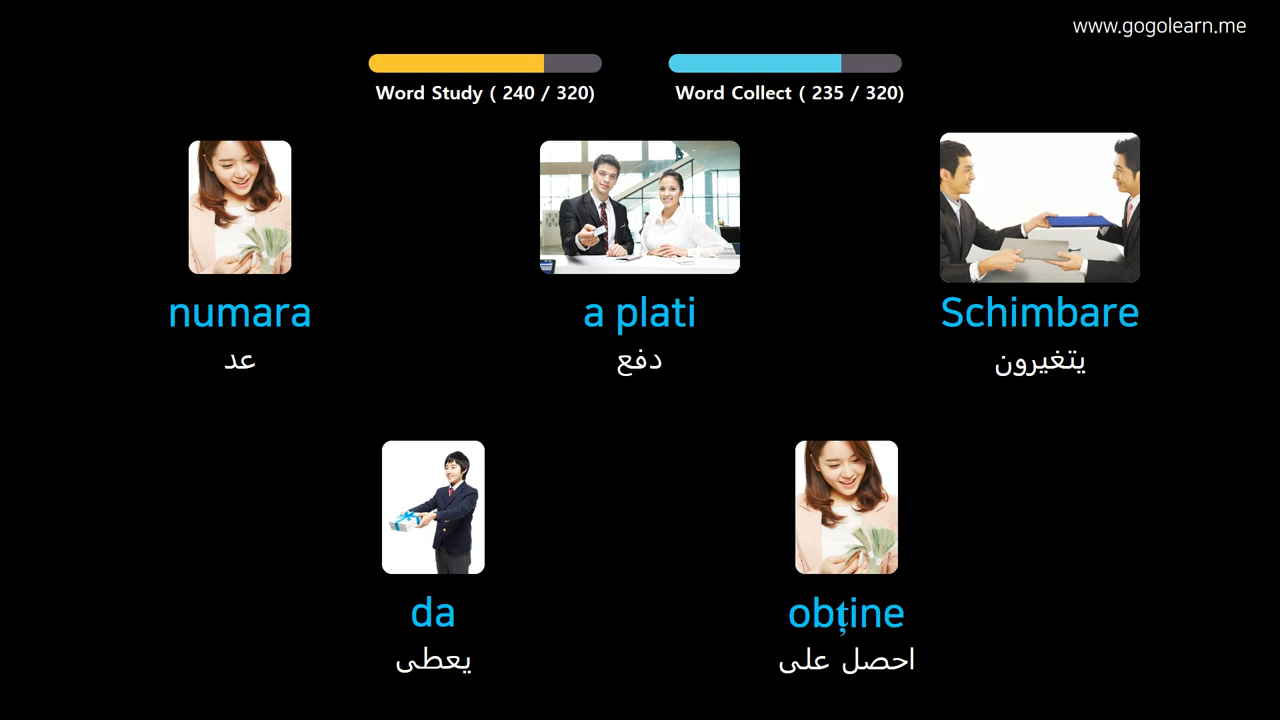 www.gogolearn.me
Word Study ( 240 / 320)
Word Collect ( 235 / 320)
numara
عد
a plati
دفع
Schimbare
يتغيرون
da
يعطى
obține
احصل على